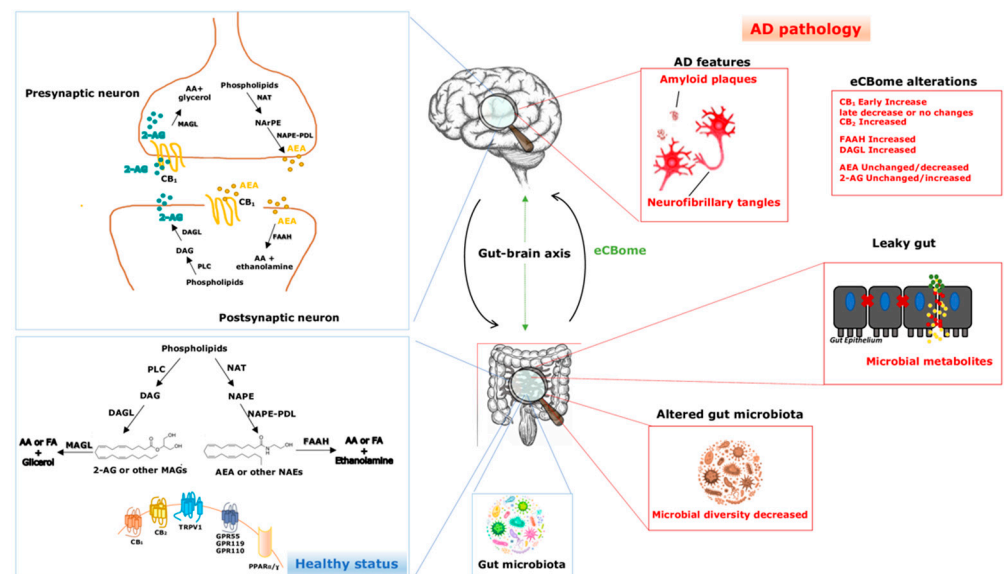 AD pathology
Presynaptic neuron
AA+
glycerol
MAGL
2-AG
2-AG
CB₁
Phospholipids
NAT
NArPE
NAPE-PDL
AEA
AEA
CB₁
2-AG
DAGL
DAG
PLC
Phospholipids
AEA
FAAH
AA +
ethanolamine
Postsynaptic neuron
Gut-brain axis
eCBome
AD features
Amyloid plaques
Neurofibrillary tangles
eCBome alterations
CB₁ Early Increase
late decrease or no changes
CB₂ Increased
FAAH Increased
DAGL Increased
AEA Unchanged/decreased
2-AG Unchanged/increased
Leaky gut
Gut Epithelium
Microbial metabolites
Altered gut microbiota
Microbial diversity decreased
Phospholipids
PLC
NAT
DAG
NAPE
DAGL
NAPE-PDL
AA or FA
+
Glicerol
MAGL
O
OH
O
OH
2-AG or other MAGs
O
N
H
OH
AEA or other NAEs
FAAH
AA or FA
+
Ethanolamine
CB₁
CB₂
TRPV1
GPR55
GPR119
GPR110
PPARα/γ
Healthy status
Gut microbiota